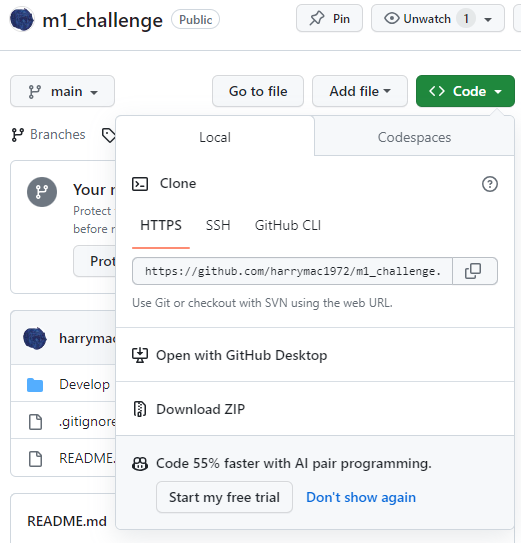 m1_challenge Public Pin Unwatch 1
main Go to file Add file Code
Branches
Local Codespaces
Clone
HTTPS SSH GitHub CLI
https://github.com/harrymac1972/m1_challenge.
Use Git or checkout with SVN using the web URL.
Open with GitHub Desktop
Download ZIP
Code 55% faster with AI pair programming.
Start my free trial Don't show again
Your
Protect
before
harrymac
Develop
.gitignore
README.
README.md